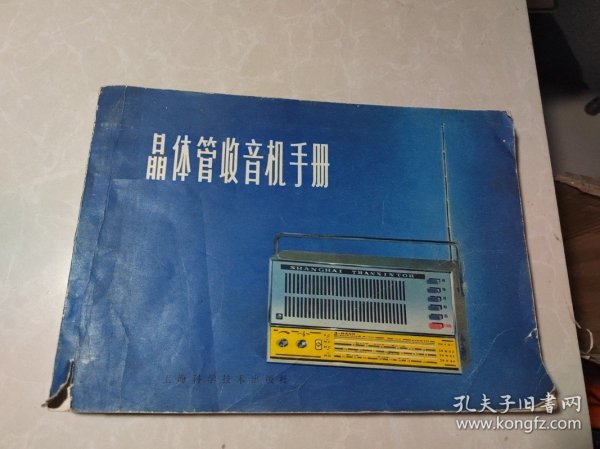 晶体管收音机手册
SHANGHAI TRANSISTOR
上海科学技术出版社
孔夫子旧书网
www.kongfz.com